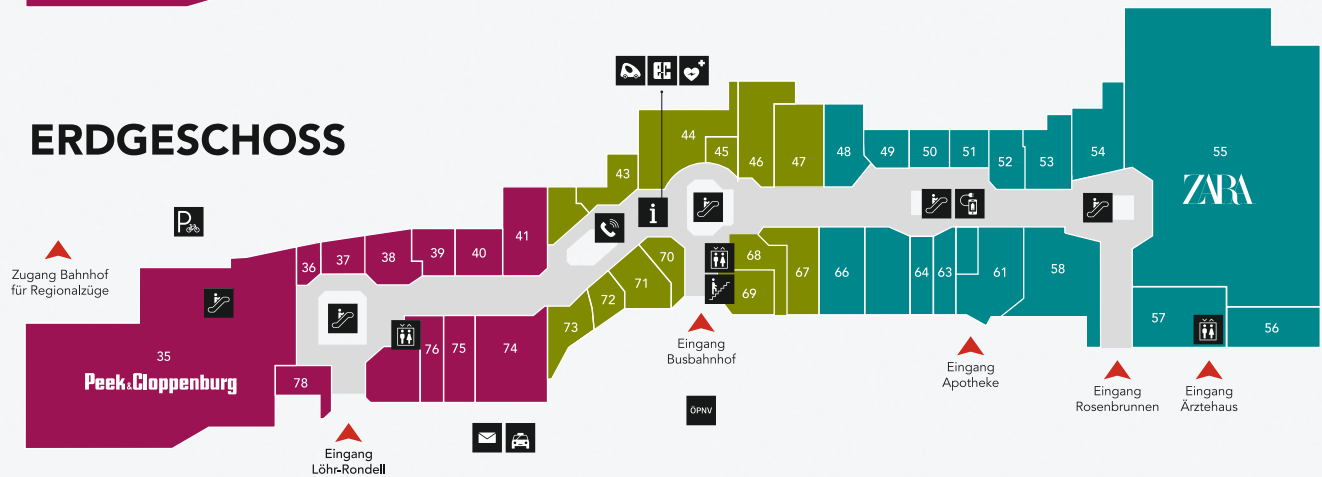 ERDGESCHOSS
P
Zugang Bahnhof
für Regionalzüge
35
Peek&Cloppenburg
36
37
38
39
40
41
43
44
45
46
47
48
49
50
51
52
53
54
55
ZARA
i
EC
78
76
75
74
73
72
71
70
68
69
67
66
64
63
61
58
57
56
Eingang
Löhr-Rondell
Eingang
Busbahnhof
ÖPNV
Eingang
Apotheke
Eingang
Rosenbrunnen
Eingang
Ärztehaus